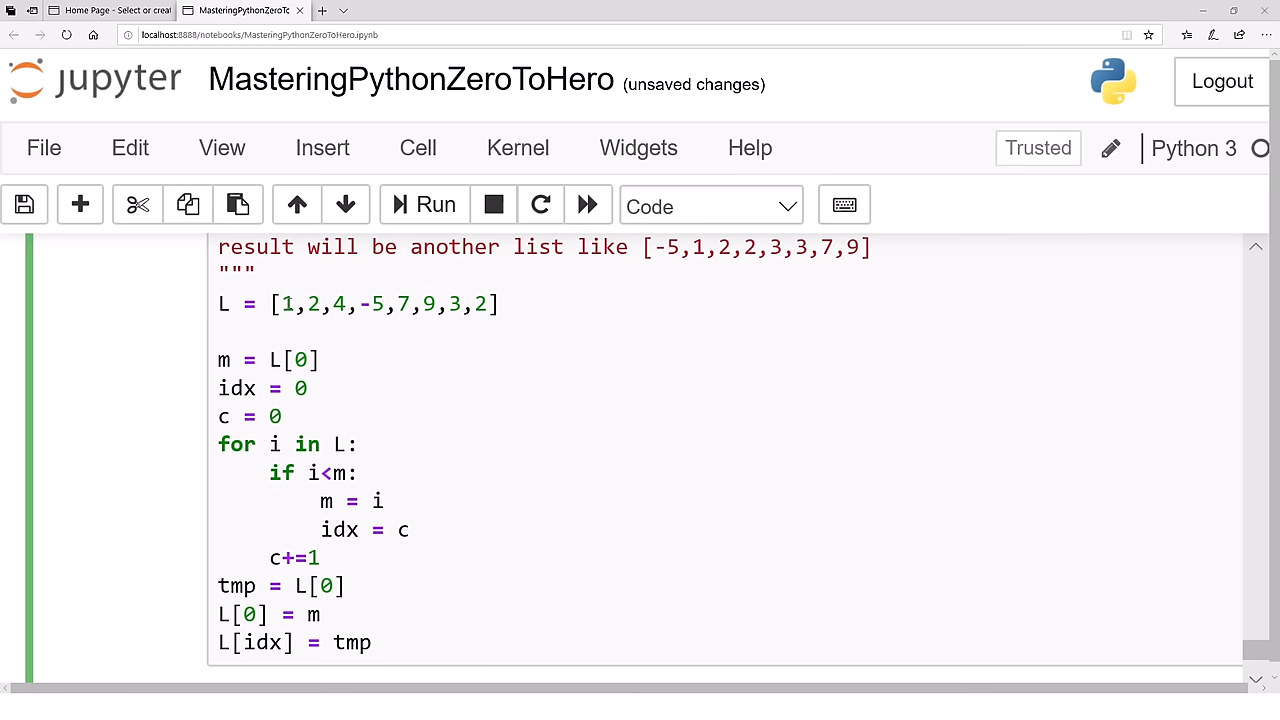 Home Page - Select or creat
MasteringPythonZeroTo
localhost:8888/notebooks/MasteringPythonZeroToHero.ipynb
jupyter MasteringPythonZeroToHero (unsaved changes) Logout
File Edit View Insert Cell Kernel Widgets Help Trusted Python 3
Run Code
result will be another list like [-5,1,2,2,3,3,7,9]
"""
L = [1,2,4,-5,7,9,3,2]
m = L[0]
idx = 0
c = 0
for i in L:
    if i<m:
        m = i
        idx = c
    c+=1
tmp = L[0]
L[0] = m
L[idx] = tmp